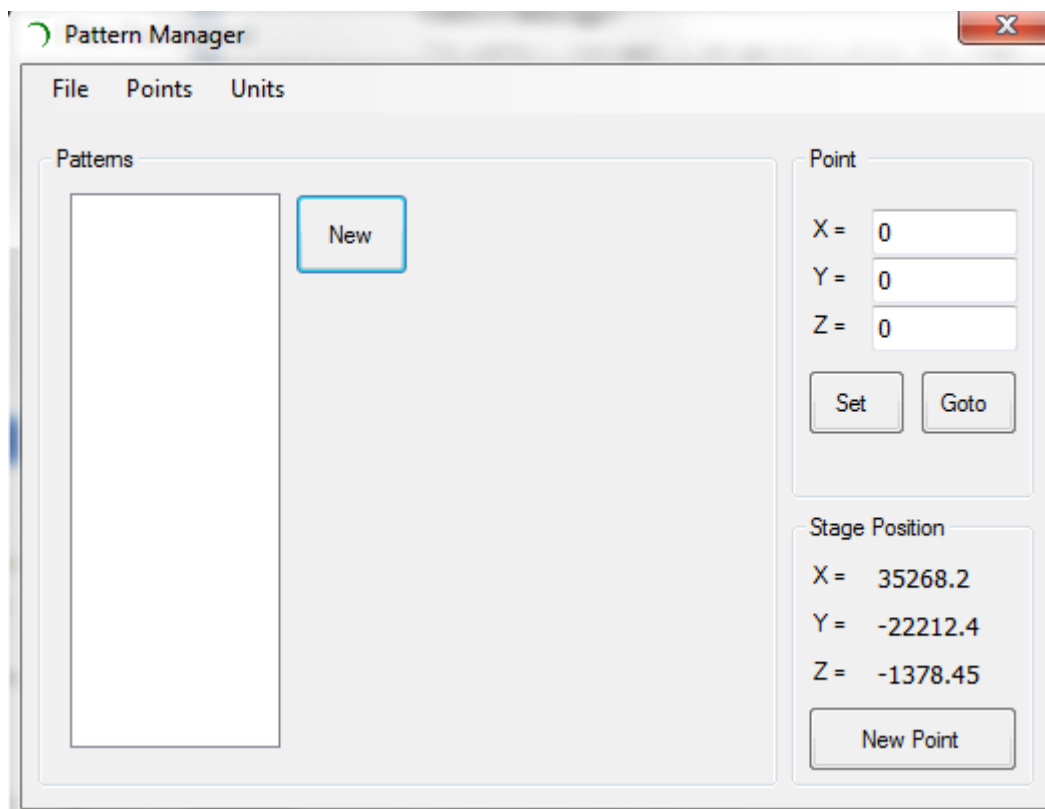 Pattern Manager
File Points Units
Patterns
New
Point
X = 0
Y = 0
Z = 0
Set Goto
Stage Position
X = 35268.2
Y = -22212.4
Z = -1378.45
New Point